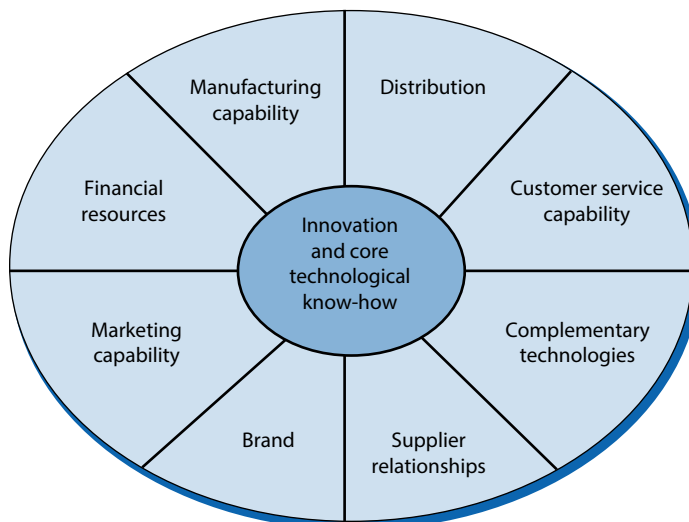 Manufacturing
capability
Distribution
Financial
resources
Customer service
capability
Innovation
and core
technological
know-how
Marketing
capability
Complementary
technologies
Brand
Supplier
relationships